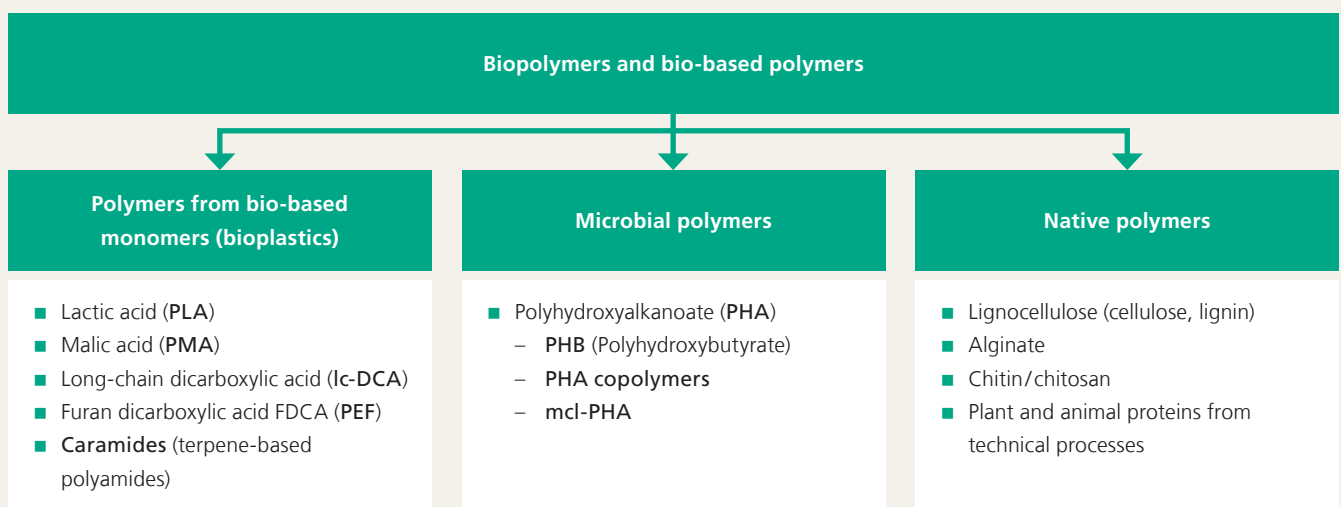 Biopolymers and bio-based polymers
Polymers from bio-based
monomers (bioplastics)
■ Lactic acid (PLA)
■ Malic acid (PMA)
■ Long-chain dicarboxylic acid (lc-DCA)
■ Furan dicarboxylic acid FDCA (PEF)
■ Caramides (terpene-based
polyamides)
Microbial polymers
■ Polyhydroxyalkanoate (PHA)
– PHB (Polyhydroxybutyrate)
– PHA copolymers
– mcl-PHA
Native polymers
■ Lignocellulose (cellulose, lignin)
■ Alginate
■ Chitin/chitosan
■ Plant and animal proteins from
technical processes